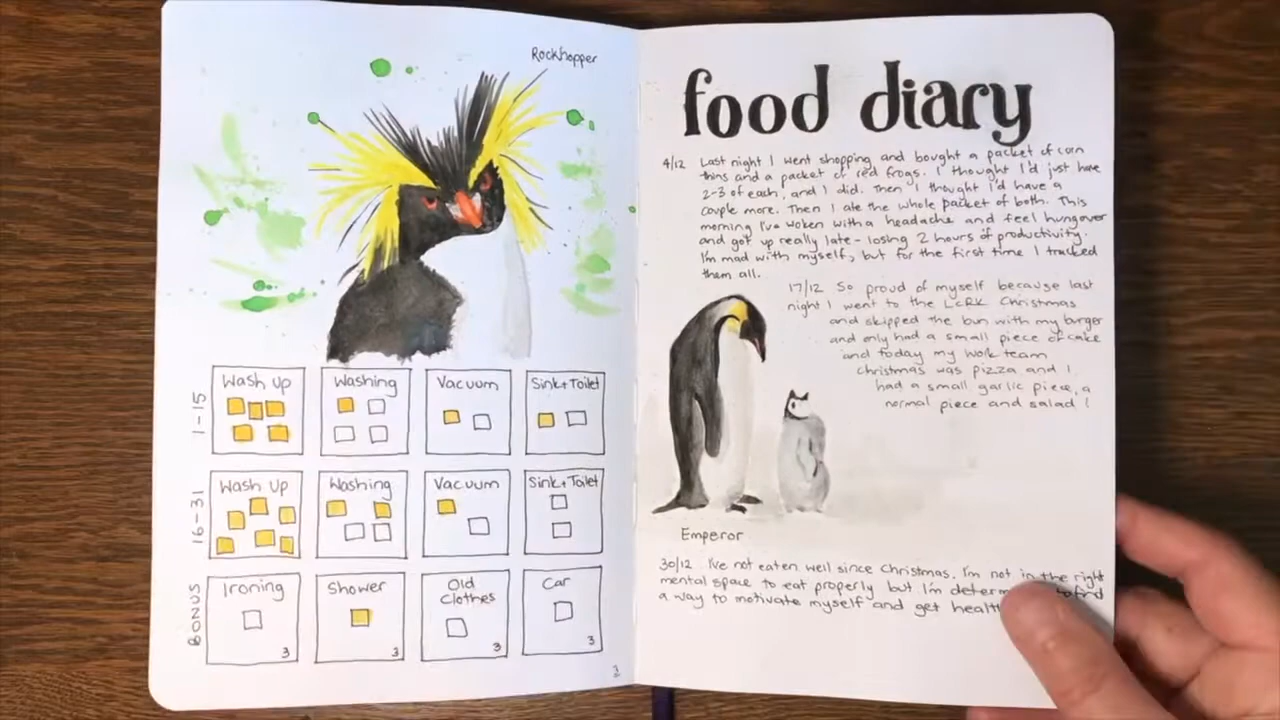 Rockhopper
1-15
Wash up
Washing
Vacuum
Sink+Toilet
16-31
Wash up
Washing
Vacuum
Sink+Toilet
BONUS
Ironing
3
Shower
3
Old
Clothes
3
Car
3
3
food diary
4/12 Last night I went shopping and bought a packet of corn
thins and a packet of red frogs. I thought I'd just have
2-3 of each, and I did. Then I thought I'd have a
couple more. Then I ate the whole packet of both. This
morning I've woken with a headache and feel hungover
and got up really late - losing 2 hours of productivity.
I'm mad with myself, but for the first time I tracked
them all.
17/12 So proud of myself because last
night I went to the LCRK Christmas
and skipped the bun with my burger
and only had a small piece of cake
and today my work team
Christmas was pizza and I
had a small garlic piece, a
normal piece and salad!
Emperor
30/12 I've not eaten well since Christmas. I'm not in the right
mental space to eat properly but I'm find
a way to motivate myself and get